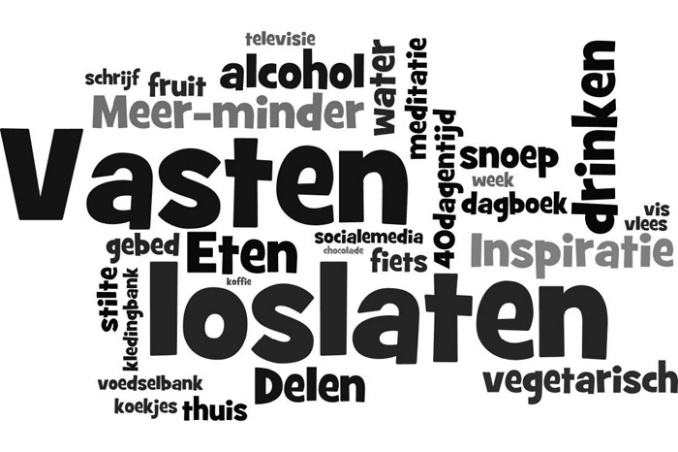 televisie
schrijf
fruit
alcohol
water
meditatie
drinken
Meer-minder
Vasten
40dagentijd
snoep
week
dagboek
vis
vlees
gebed
Eten
socialemedia
chocolade
fiets
Inspiratie
koffie
stilte
kledingbank
loslaten
voedselbank
Delen
vegetarisch
koekjes
thuis